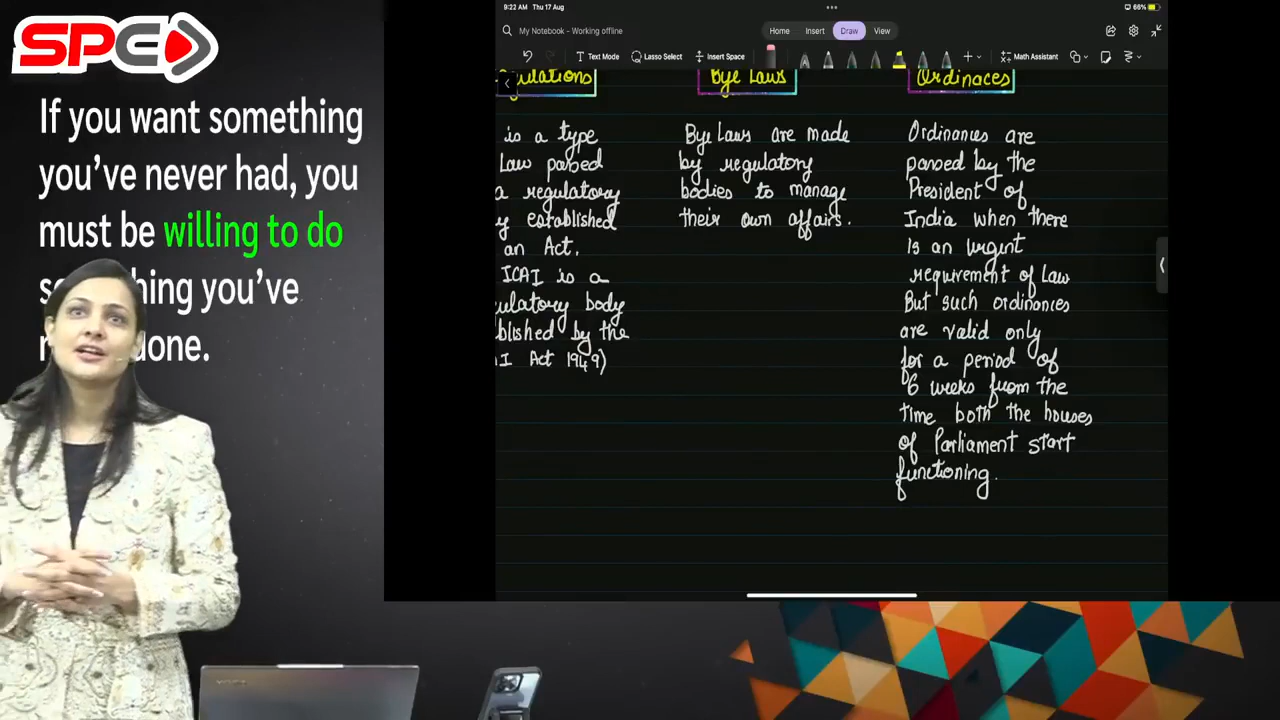 SPE
If you want something
you've never had, you
must be willing to do
you've
done.
9:22 AM Thu 17 Aug
66%
My Notebook - Working offline
Home Insert Draw View
Text Mode Lasso Select Insert Space Math Assistant
ulations
is a type
Law passed
a regulatory
y established
an Act.
ICAI is a
ulatory body
blished by the
I Act 1949)
Bye Laws
Bye Laws are made
by regulatory
bodies to manage
their own affairs.
Ordinaces
Ordinances are
passed by the
President of
India when there
is an urgent
requirement of Law
But such ordinances
are valid only
for a period of
6 weeks from the
time both the houses
of Parliament start
functioning.